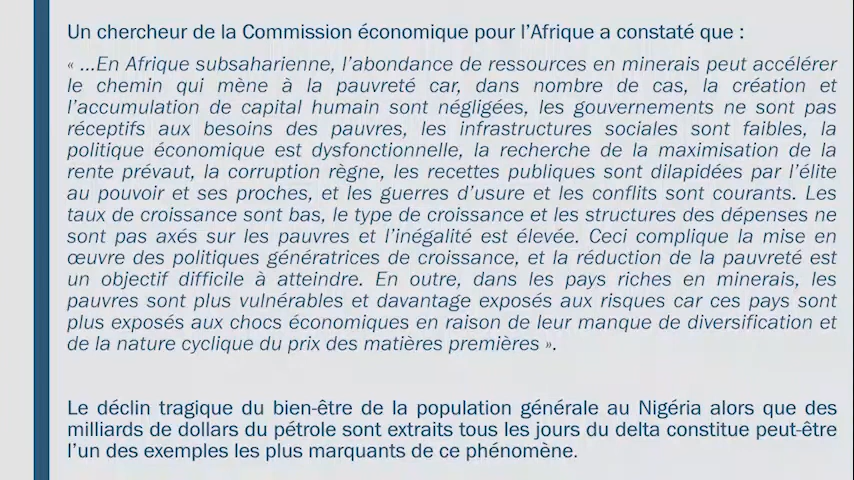 Un chercheur de la Commission économique pour l'Afrique a constaté que :
« ...En Afrique subsaharienne, l'abondance de ressources en minerais peut accélérer
le chemin qui mène à la pauvreté car, dans nombre de cas, la création et
l'accumulation de capital humain sont négligées, les gouvernements ne sont pas
réceptifs aux besoins des pauvres, les infrastructures sociales sont faibles, la
politique économique est dysfonctionnelle, la recherche de la maximisation de la
rente prévaut, la corruption règne, les recettes publiques sont dilapidées par l'élite
au pouvoir et ses proches, et les guerres d'usure et les conflits sont courants. Les
taux de croissance sont bas, le type de croissance et les structures des dépenses ne
sont pas axés sur les pauvres et l'inégalité est élevée. Ceci complique la mise en
œuvre des politiques génératrices de croissance, et la réduction de la pauvreté est
un objectif difficile à atteindre. En outre, dans les pays riches en minerais, les
pauvres sont plus vulnérables et davantage exposés aux risques car ces pays sont
plus exposés aux chocs économiques en raison de leur manque de diversification et
de la nature cyclique du prix des matières premières ».
Le déclin tragique du bien-être de la population générale au Nigéria alors que des
milliards de dollars du pétrole sont extraits tous les jours du delta constitue peut-être
l'un des exemples les plus marquants de ce phénomène.